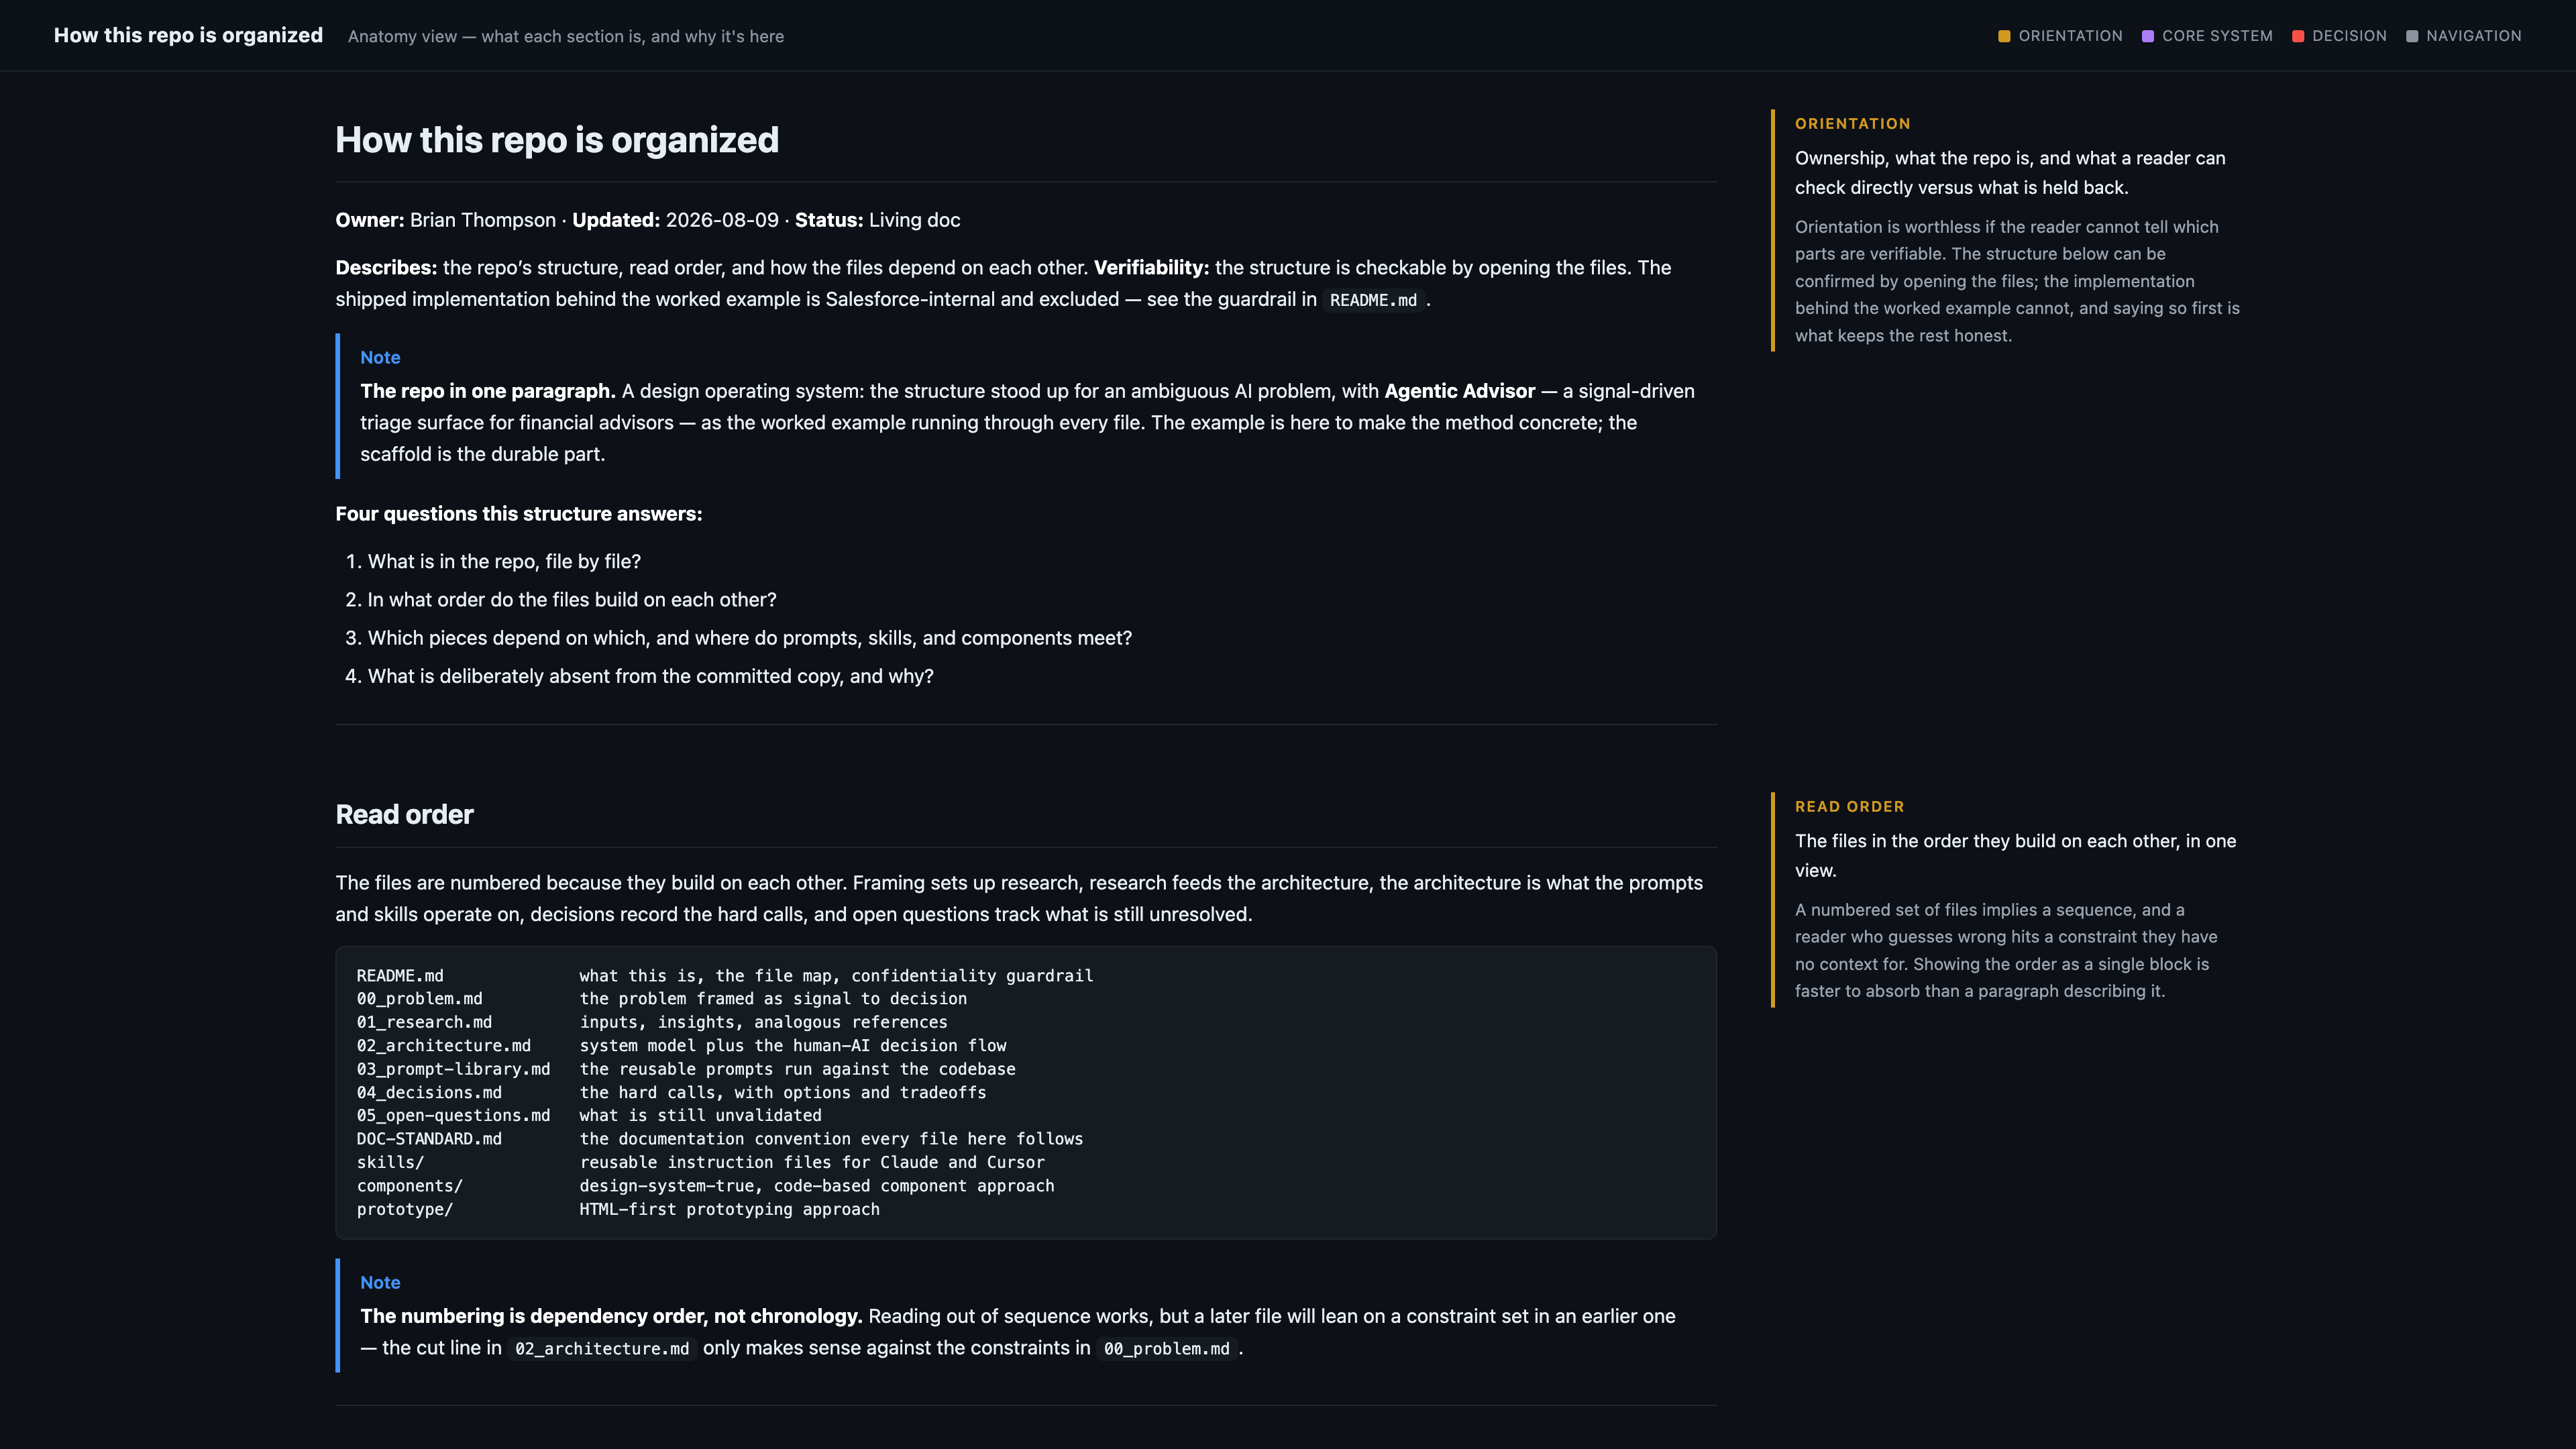 How this repo is organized
Anatomy view — what each section is, and why it's here
ORIENTATION
CORE SYSTEM
DECISION
NAVIGATION
How this repo is organized
Owner: Brian Thompson · Updated: 2026-08-09 · Status: Living doc
Describes: the repo’s structure, read order, and how the files depend on each other. Verifiability: the structure is checkable by opening the files. The
shipped implementation behind the worked example is Salesforce-internal and excluded — see the guardrail in README.md.
Note
The repo in one paragraph. A design operating system: the structure stood up for an ambiguous AI problem, with Agentic Advisor — a signal-driven
triage surface for financial advisors — as the worked example running through every file. The example is here to make the method concrete; the
scaffold is the durable part.
Four questions this structure answers:
1. What is in the repo, file by file?
2. In what order do the files build on each other?
3. Which pieces depend on which, and where do prompts, skills, and components meet?
4. What is deliberately absent from the committed copy, and why?
ORIENTATION
Ownership, what the repo is, and what a reader can
check directly versus what is held back.
Orientation is worthless if the reader cannot tell which
parts are verifiable. The structure below can be
confirmed by opening the files; the implementation
behind the worked example cannot, and saying so first is
what keeps the rest honest.
Read order
The files are numbered because they build on each other. Framing sets up research, research feeds the architecture, the architecture is what the prompts
and skills operate on, decisions record the hard calls, and open questions track what is still unresolved.
README.md what this is, the file map, confidentiality guardrail
00_problem.md the problem framed as signal to decision
01_research.md inputs, insights, analogous references
02_architecture.md system model plus the human-AI decision flow
03_prompt-library.md the reusable prompts run against the codebase
04_decisions.md the hard calls, with options and tradeoffs
05_open-questions.md what is still unvalidated
DOC-STANDARD.md the documentation convention every file here follows
skills/ reusable instruction files for Claude and Cursor
components/ design-system-true, code-based component approach
prototype/ HTML-first prototyping approach
Note
The numbering is dependency order, not chronology. Reading out of sequence works, but a later file will lean on a constraint set in an earlier one
— the cut line in 02_architecture.md only makes sense against the constraints in 00_problem.md.
READ ORDER
The files in the order they build on each other, in one
view.
A numbered set of files implies a sequence, and a
reader who guesses wrong hits a constraint they have
no context for. Showing the order as a single block is
faster to absorb than a paragraph describing it.